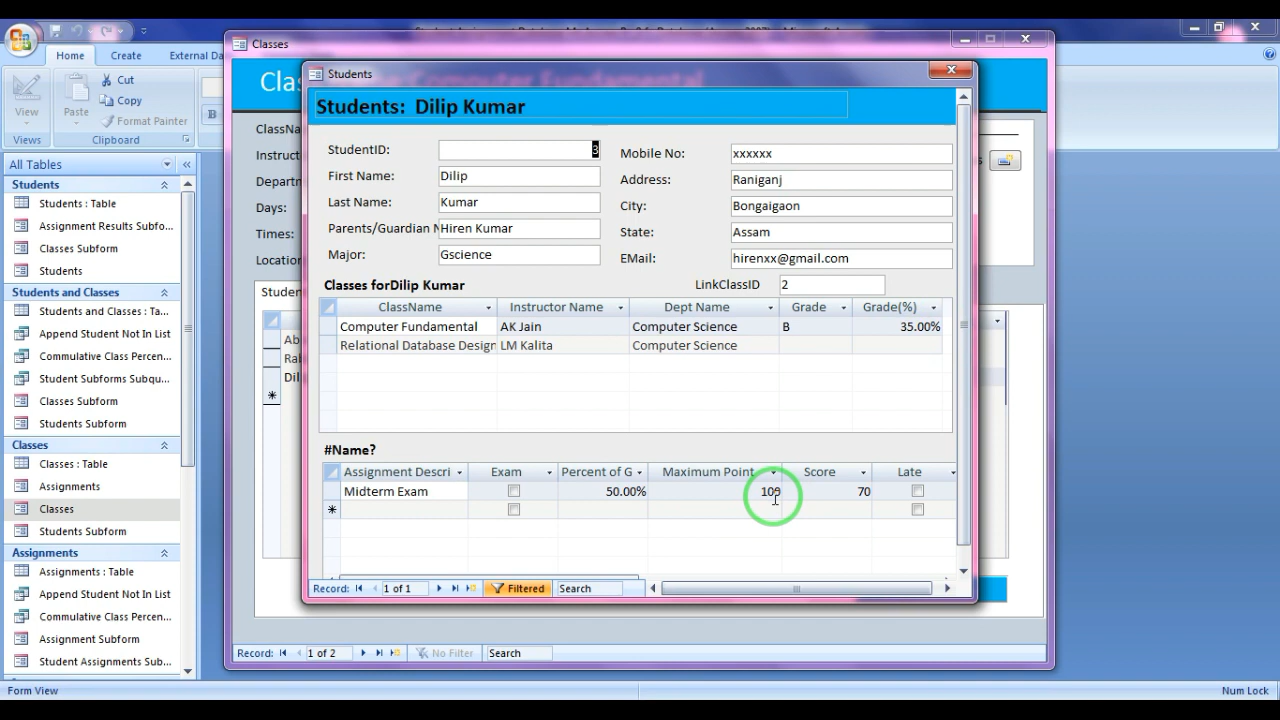 Classes
Home
Create
External Da
View
Paste
Cut
Copy
Format Painter
B
Views
Clipboard
All Tables
Students
Students : Table
Assignment Results Subfo...
Classes Subform
Students
Students and Classes
Students and Classes : Ta...
Append Student Not In List
Commulative Class Percen...
Student Subforms Subqu...
Classes Subform
Students Subform
Classes
Classes : Table
Assignments
Classes
Students Subform
Assignments
Assignments : Table
Append Student Not In List
Commulative Class Percen...
Assignment Subform
Student Assignments Sub...
Form View
Num Lock
ClassNa
Instruct
Departm
Days:
Times:
Location
Studen
Ab
Ral
Dil
Record:
1 of 2
No Filter
Search
Students
Students: Dilip Kumar
StudentID: 3
First Name: Dilip
Last Name: Kumar
Parents/Guardian N Hiren Kumar
Major: Gscience
Mobile No: xxxxxx
Address: Raniganj
City: Bongaigaon
State: Assam
EMail: hirenxx@gmail.com
Classes forDilip Kumar
LinkClassID 2
ClassName Instructor Name Dept Name Grade Grade(%)
Computer Fundamental AK Jain Computer Science B 35.00%
Relational Database Design LM Kalita Computer Science
#Name?
Assignment Descri Exam Percent of G Maximum Point Score Late
Midterm Exam 50.00% 70
Record: 1 of 1 Filtered Search